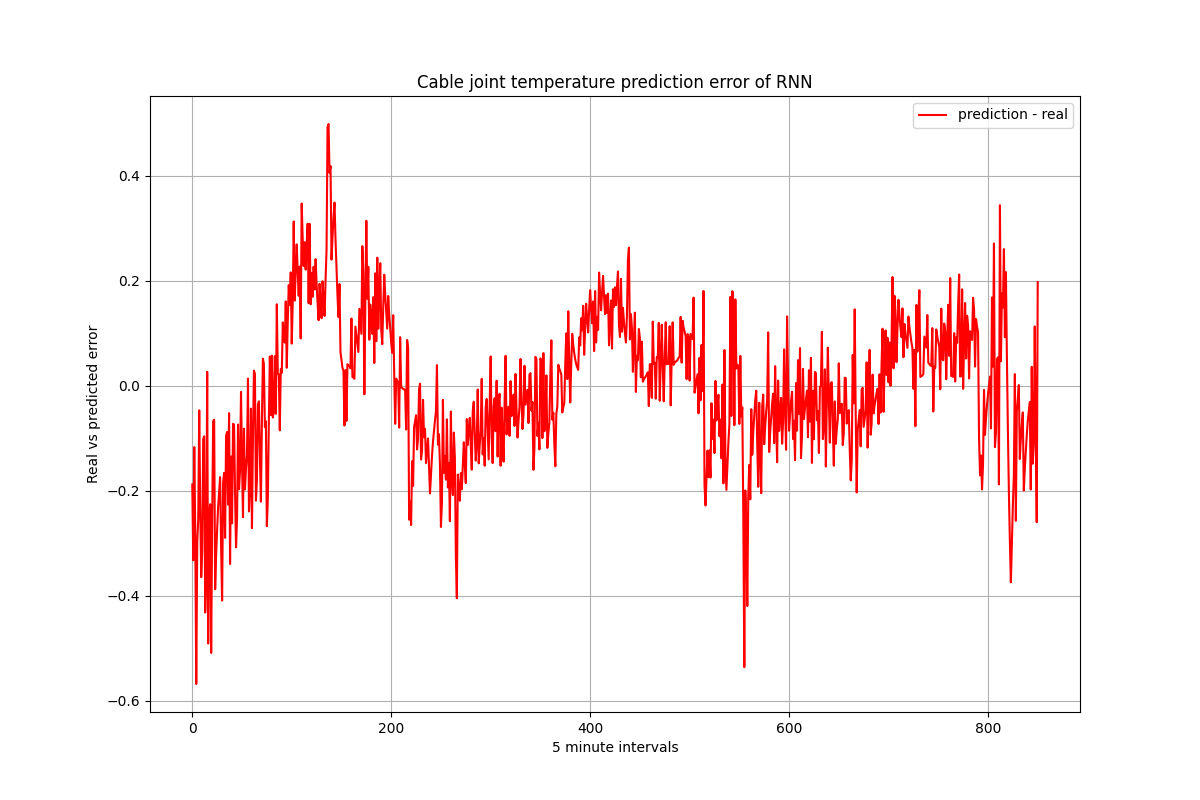 Cable joint temperature prediction error of RNN
prediction - real
Real vs predicted error
0.4
0.2
0.0
−0.2
−0.4
−0.6
0
200
400
600
800
5 minute intervals